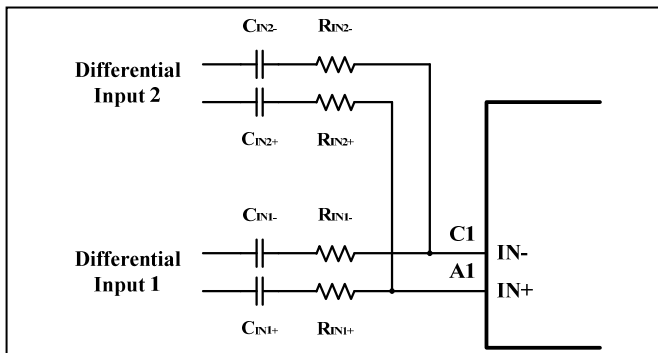 CIN2- RIN2-
Differential
Input 2
CIN2+ RIN2+
CIN1- RIN1-
C1
Differential
Input 1
IN-
A1
IN+
CIN1+ RIN1+